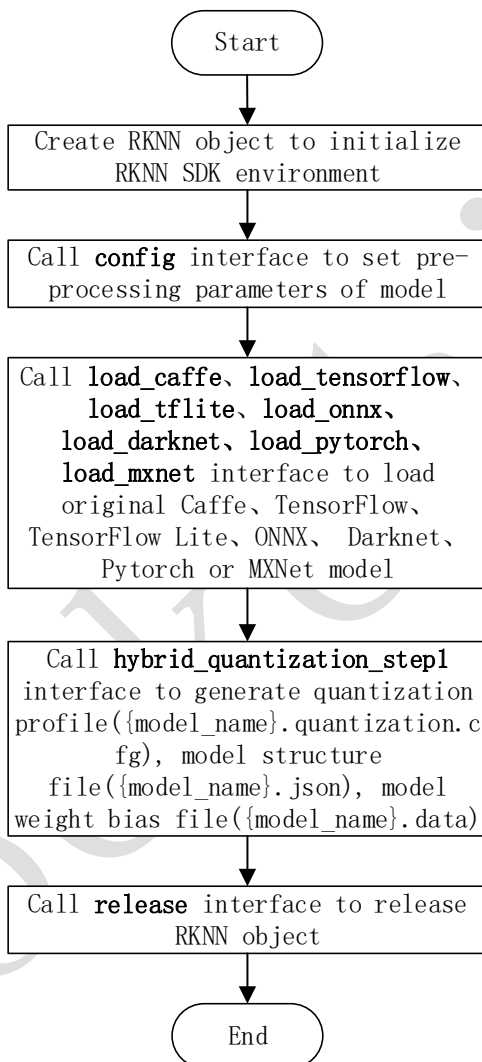 Start
Create RKNN object to initialize
RKNN SDK environment
Call config interface to set pre-
processing parameters of model
Call load_caffe、load_tensorflow、
load_tflite、load_onnx、
load_darknet、load_pytorch、
load_mxnet interface to load
original Caffe、TensorFlow、
TensorFlow Lite、ONNX、 Darknet、
Pytorch or MXNet model
Call hybrid_quantization_step1
interface to generate quantization
profile({model_name}.quantization.c
fg), model structure
file({model_name}.json), model
weight bias file({model_name}.data)
Call release interface to release
RKNN object
End